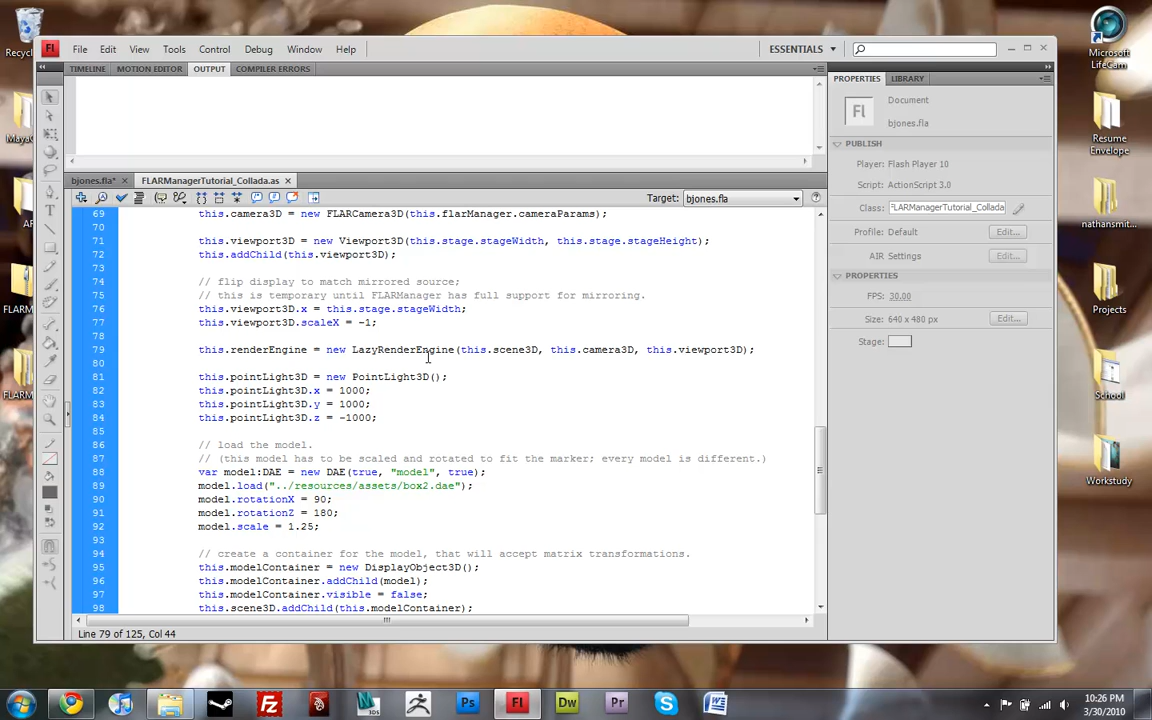 Recyc
Microsoft
LifeCam
File Edit View Tools Control Debug Window Help
ESSENTIALS
TIMELINE MOTION EDITOR OUTPUT COMPILER ERRORS
PROPERTIES LIBRARY
Document
bjones.fla
PUBLISH
Player: Flash Player 10
Script: ActionScript 3.0
Class: FLARManagerTutorial_Collada
Profile: Default Edit...
AIR Settings Edit...
PROPERTIES
FPS: 30.00
Size: 640 x 480 px Edit...
Stage:
bjones.fla* × FLARManagerTutorial_Collada.as ×
Target: bjones.fla
69 this.camera3D = new FLARCamera3D(this.flarManager.cameraParams);
70
71 this.viewport3D = new Viewport3D(this.stage.stageWidth, this.stage.stageHeight);
72 this.addChild(this.viewport3D);
73
74 // flip display to match mirrored source;
75 // this is temporary until FLARManager has full support for mirroring.
76 this.viewport3D.x = this.stage.stageWidth;
77 this.viewport3D.scaleX = -1;
78
79 this.renderEngine = new LazyRenderEngine(this.scene3D, this.camera3D, this.viewport3D);
80
81 this.pointLight3D = new PointLight3D();
82 this.pointLight3D.x = 1000;
83 this.pointLight3D.y = 1000;
84 this.pointLight3D.z = -1000;
85
86 // load the model.
87 // (this model has to be scaled and rotated to fit the marker; every model is different.)
88 var model:DAE = new DAE(true, "model", true);
89 model.load("../resources/assets/box2.dae");
90 model.rotationX = 90;
91 model.rotationZ = 180;
92 model.scale = 1.25;
93
94 // create a container for the model, that will accept matrix transformations.
95 this.modelContainer = new DisplayObject3D();
96 this.modelContainer.addChild(model);
97 this.modelContainer.visible = false;
98 this.scene3D.addChild(this.modelContainer);
Line 79 of 125, Col 44
Maya
AR
FLARM
FLAR
Resume
Envelope
nathansmit...
Projects
School
Workstudy
10:26 PM
3/30/2010